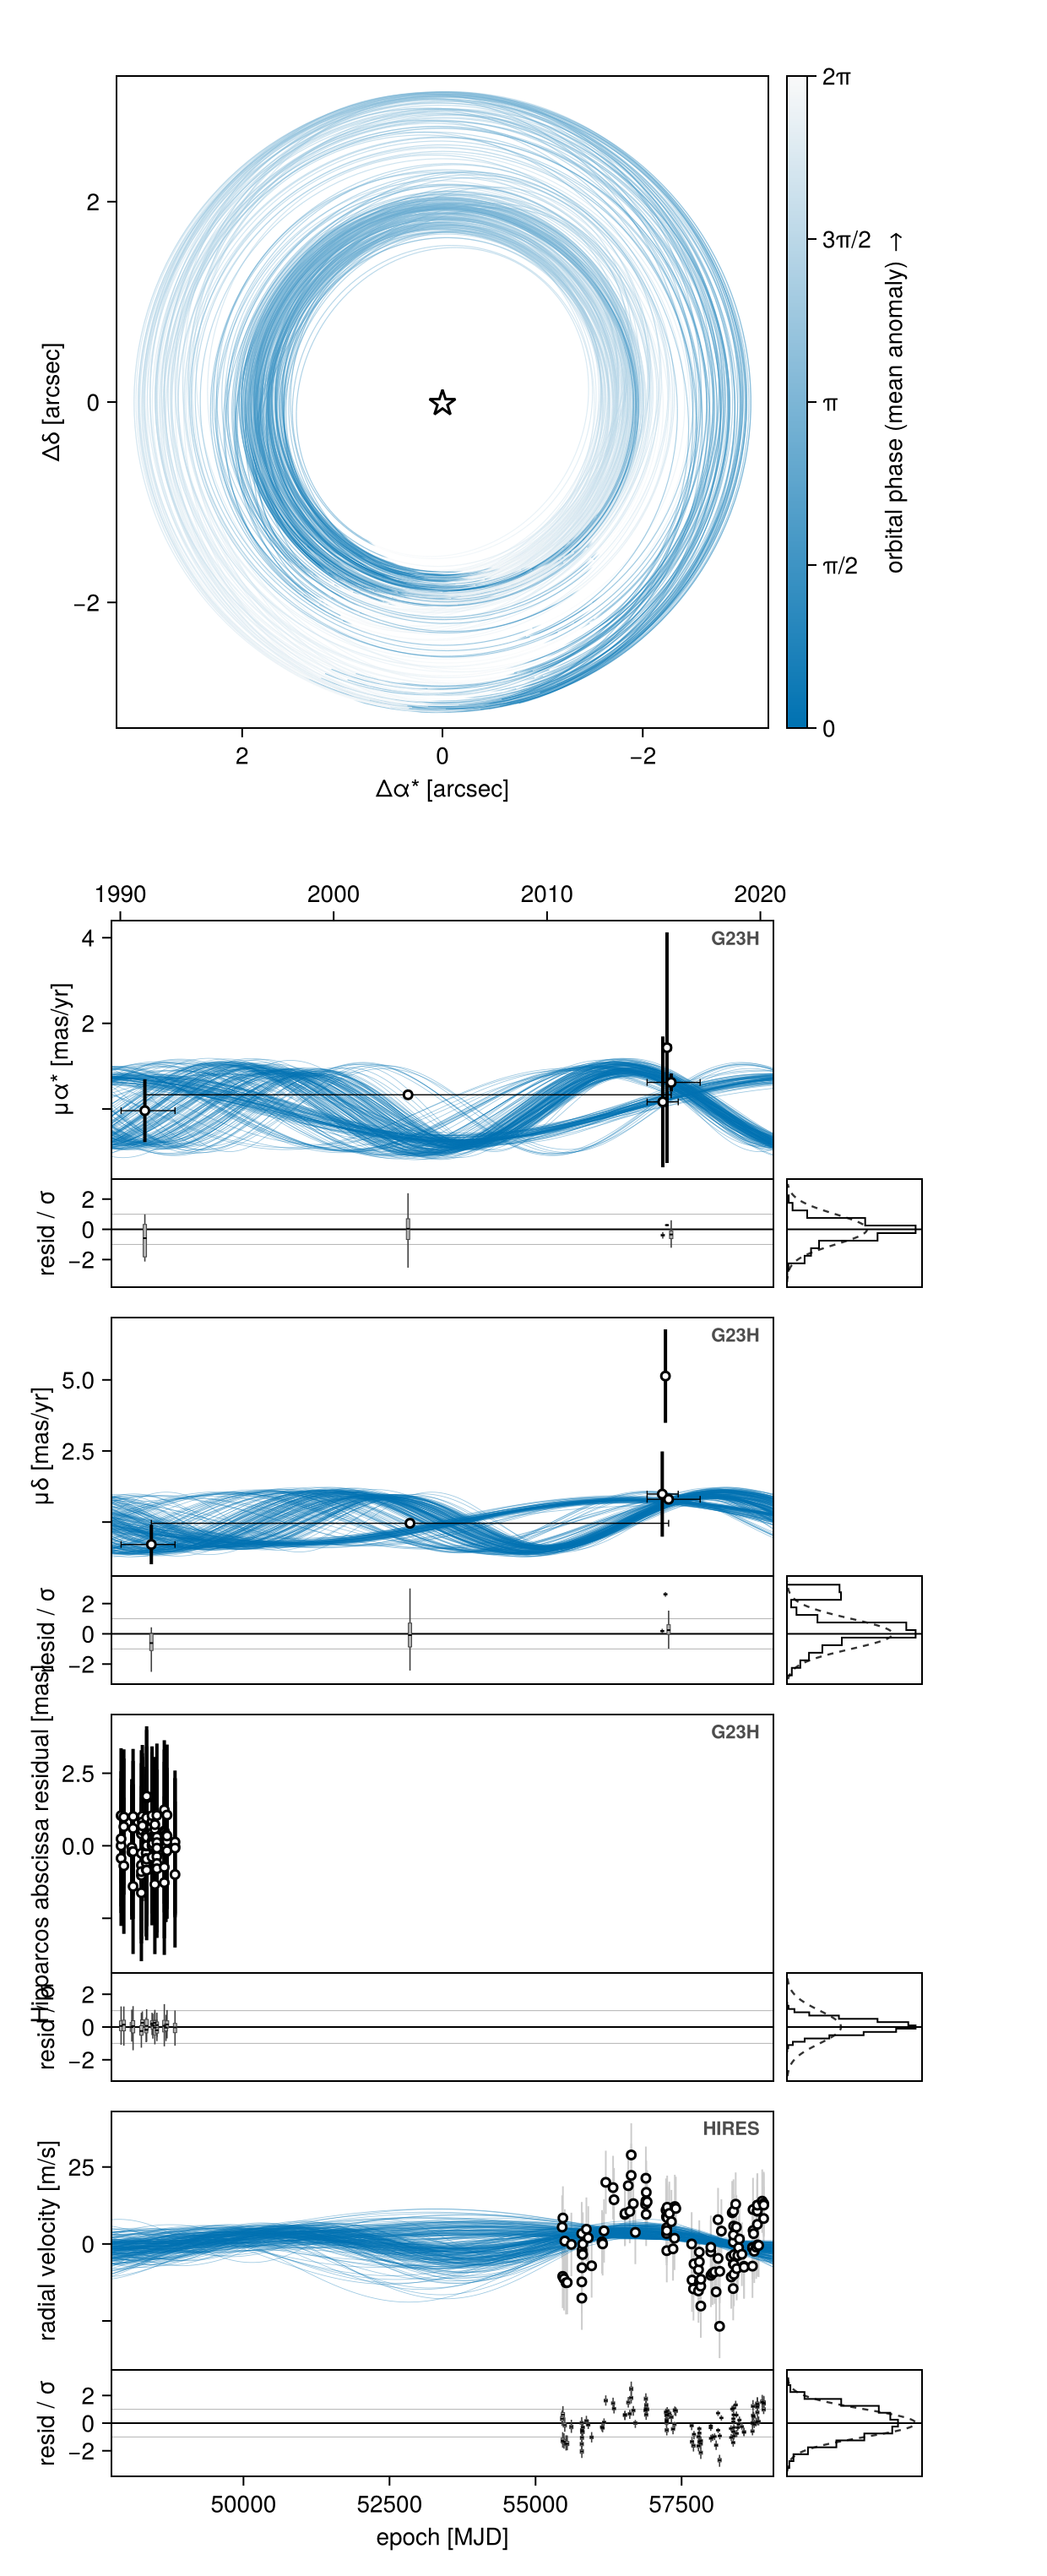 2π
3π/2
π
π/2
0
orbital phase (mean anomaly) →
2
0
−2
Δδ [arcsec]
2
0
−2
Δα* [arcsec]
1990
2000
2010
2020
G23H
4
2
μα* [mas/yr]
2
0
−2
resid / σ
G23H
5.0
2.5
μδ [mas/yr]
2
0
−2
resid / σ
G23H
2.5
0.0
Hipparcos abscissa residual [mas]
2
0
−2
resid / σ
HIRES
25
0
radial velocity [m/s]
2
0
−2
resid / σ
50000
52500
55000
57500
epoch [MJD]